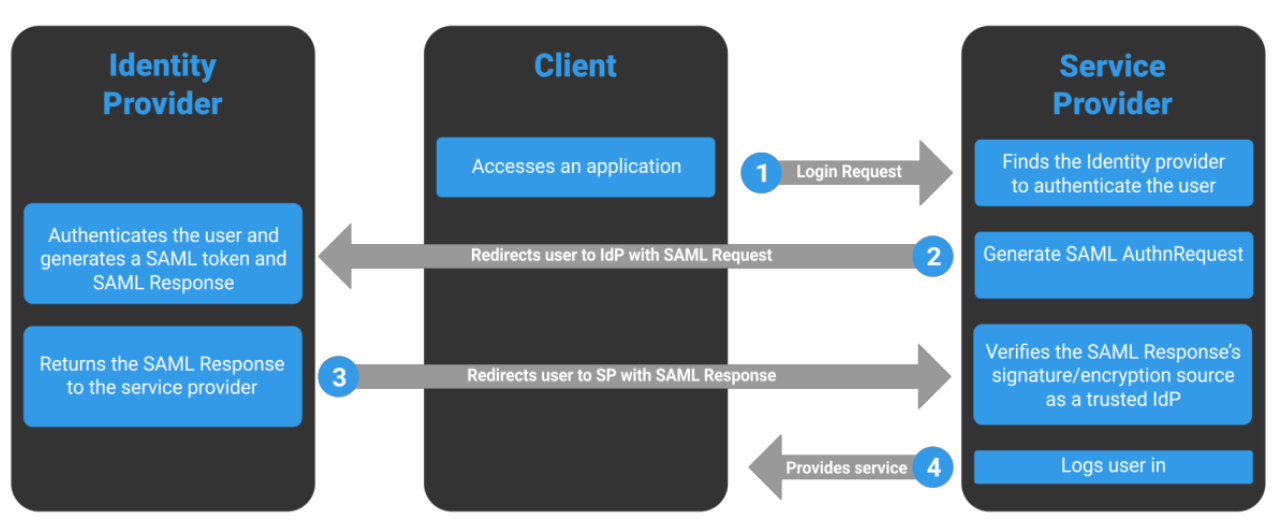 Identity
Provider
Client
Service
Provider
Accesses an application
1
Login Request
Finds the Identity provider
to authenticate the user
Authenticates the user and
generates a SAML token and
SAML Response
Redirects user to IdP with SAML Request
2
Generate SAML AuthnRequest
Returns the SAML Response
to the service provider
3
Redirects user to SP with SAML Response
Verifies the SAML Response's
signature/encryption source
as a trusted IdP
Provides service
4
Logs user in